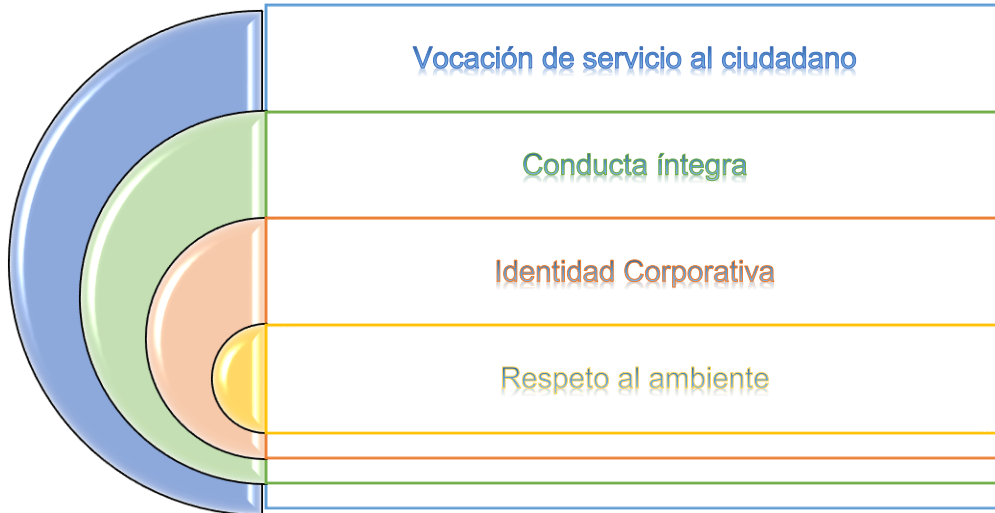 Vocación de servicio al ciudadano
Conducta íntegra
Identidad Corporativa
Respeto al ambiente